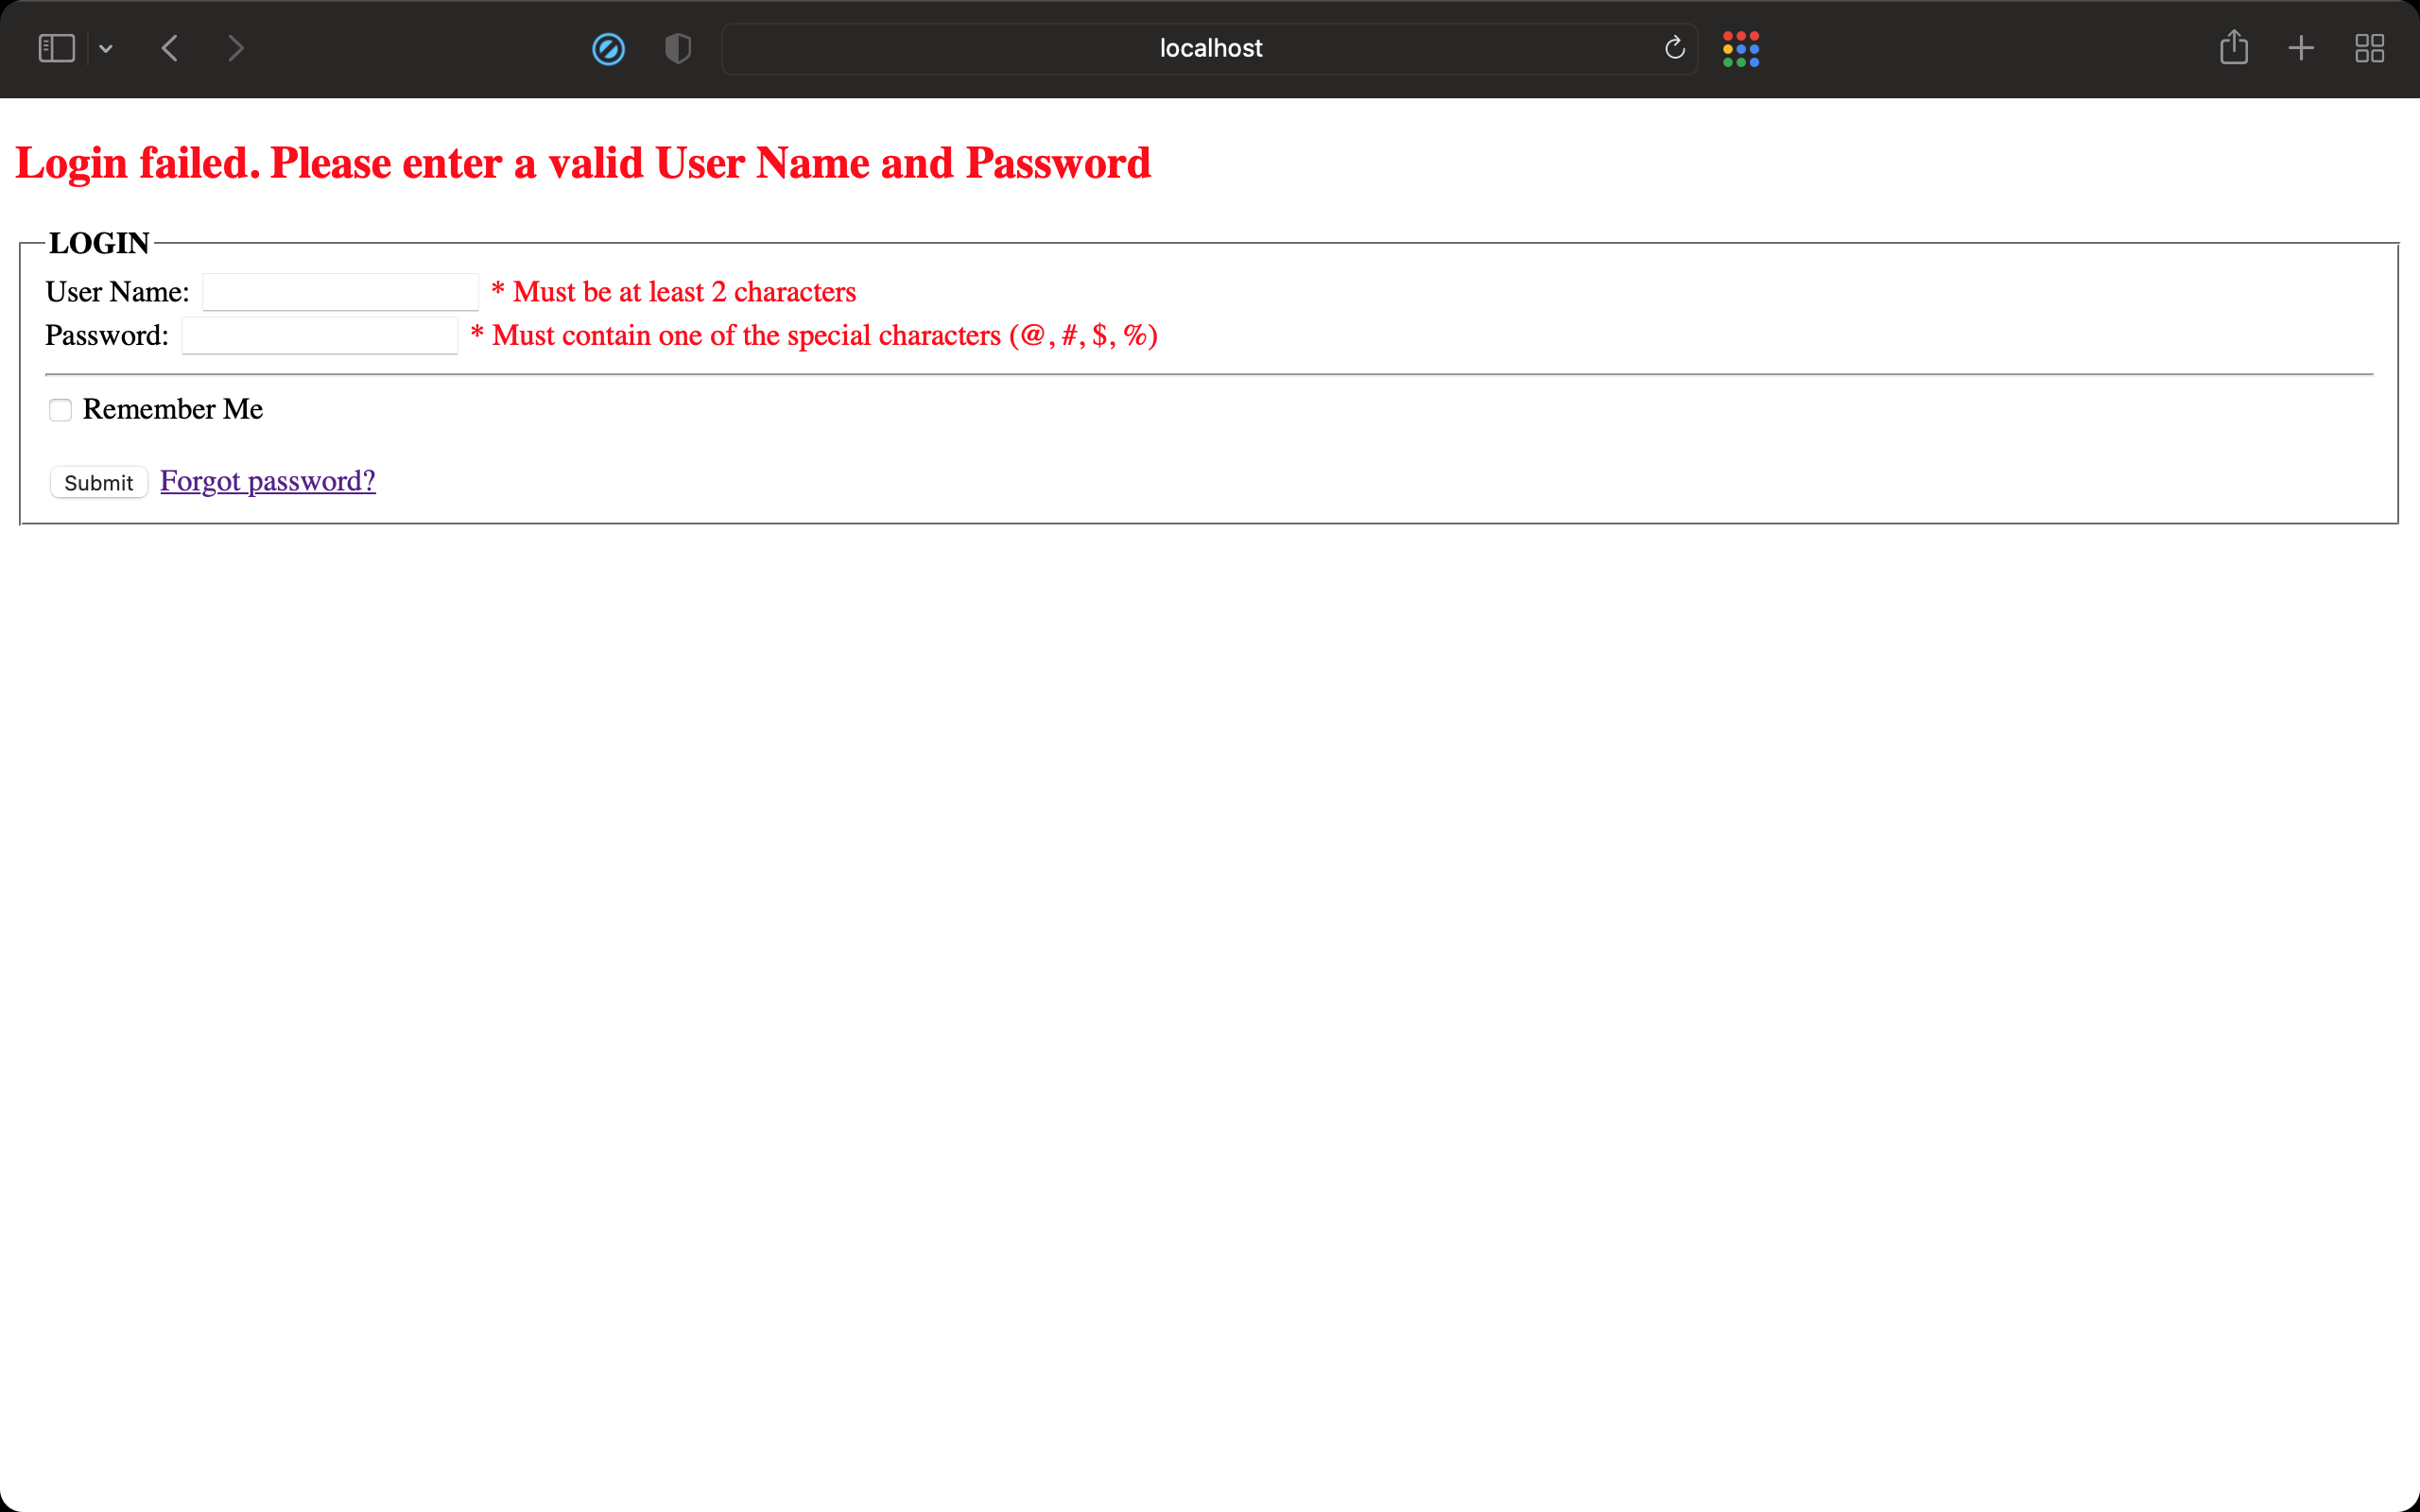 localhost
Login failed. Please enter a valid User Name and Password
LOGIN
User Name: * Must be at least 2 characters
Password: * Must contain one of the special characters (@, #, $, %)
Remember Me
Submit Forgot password?